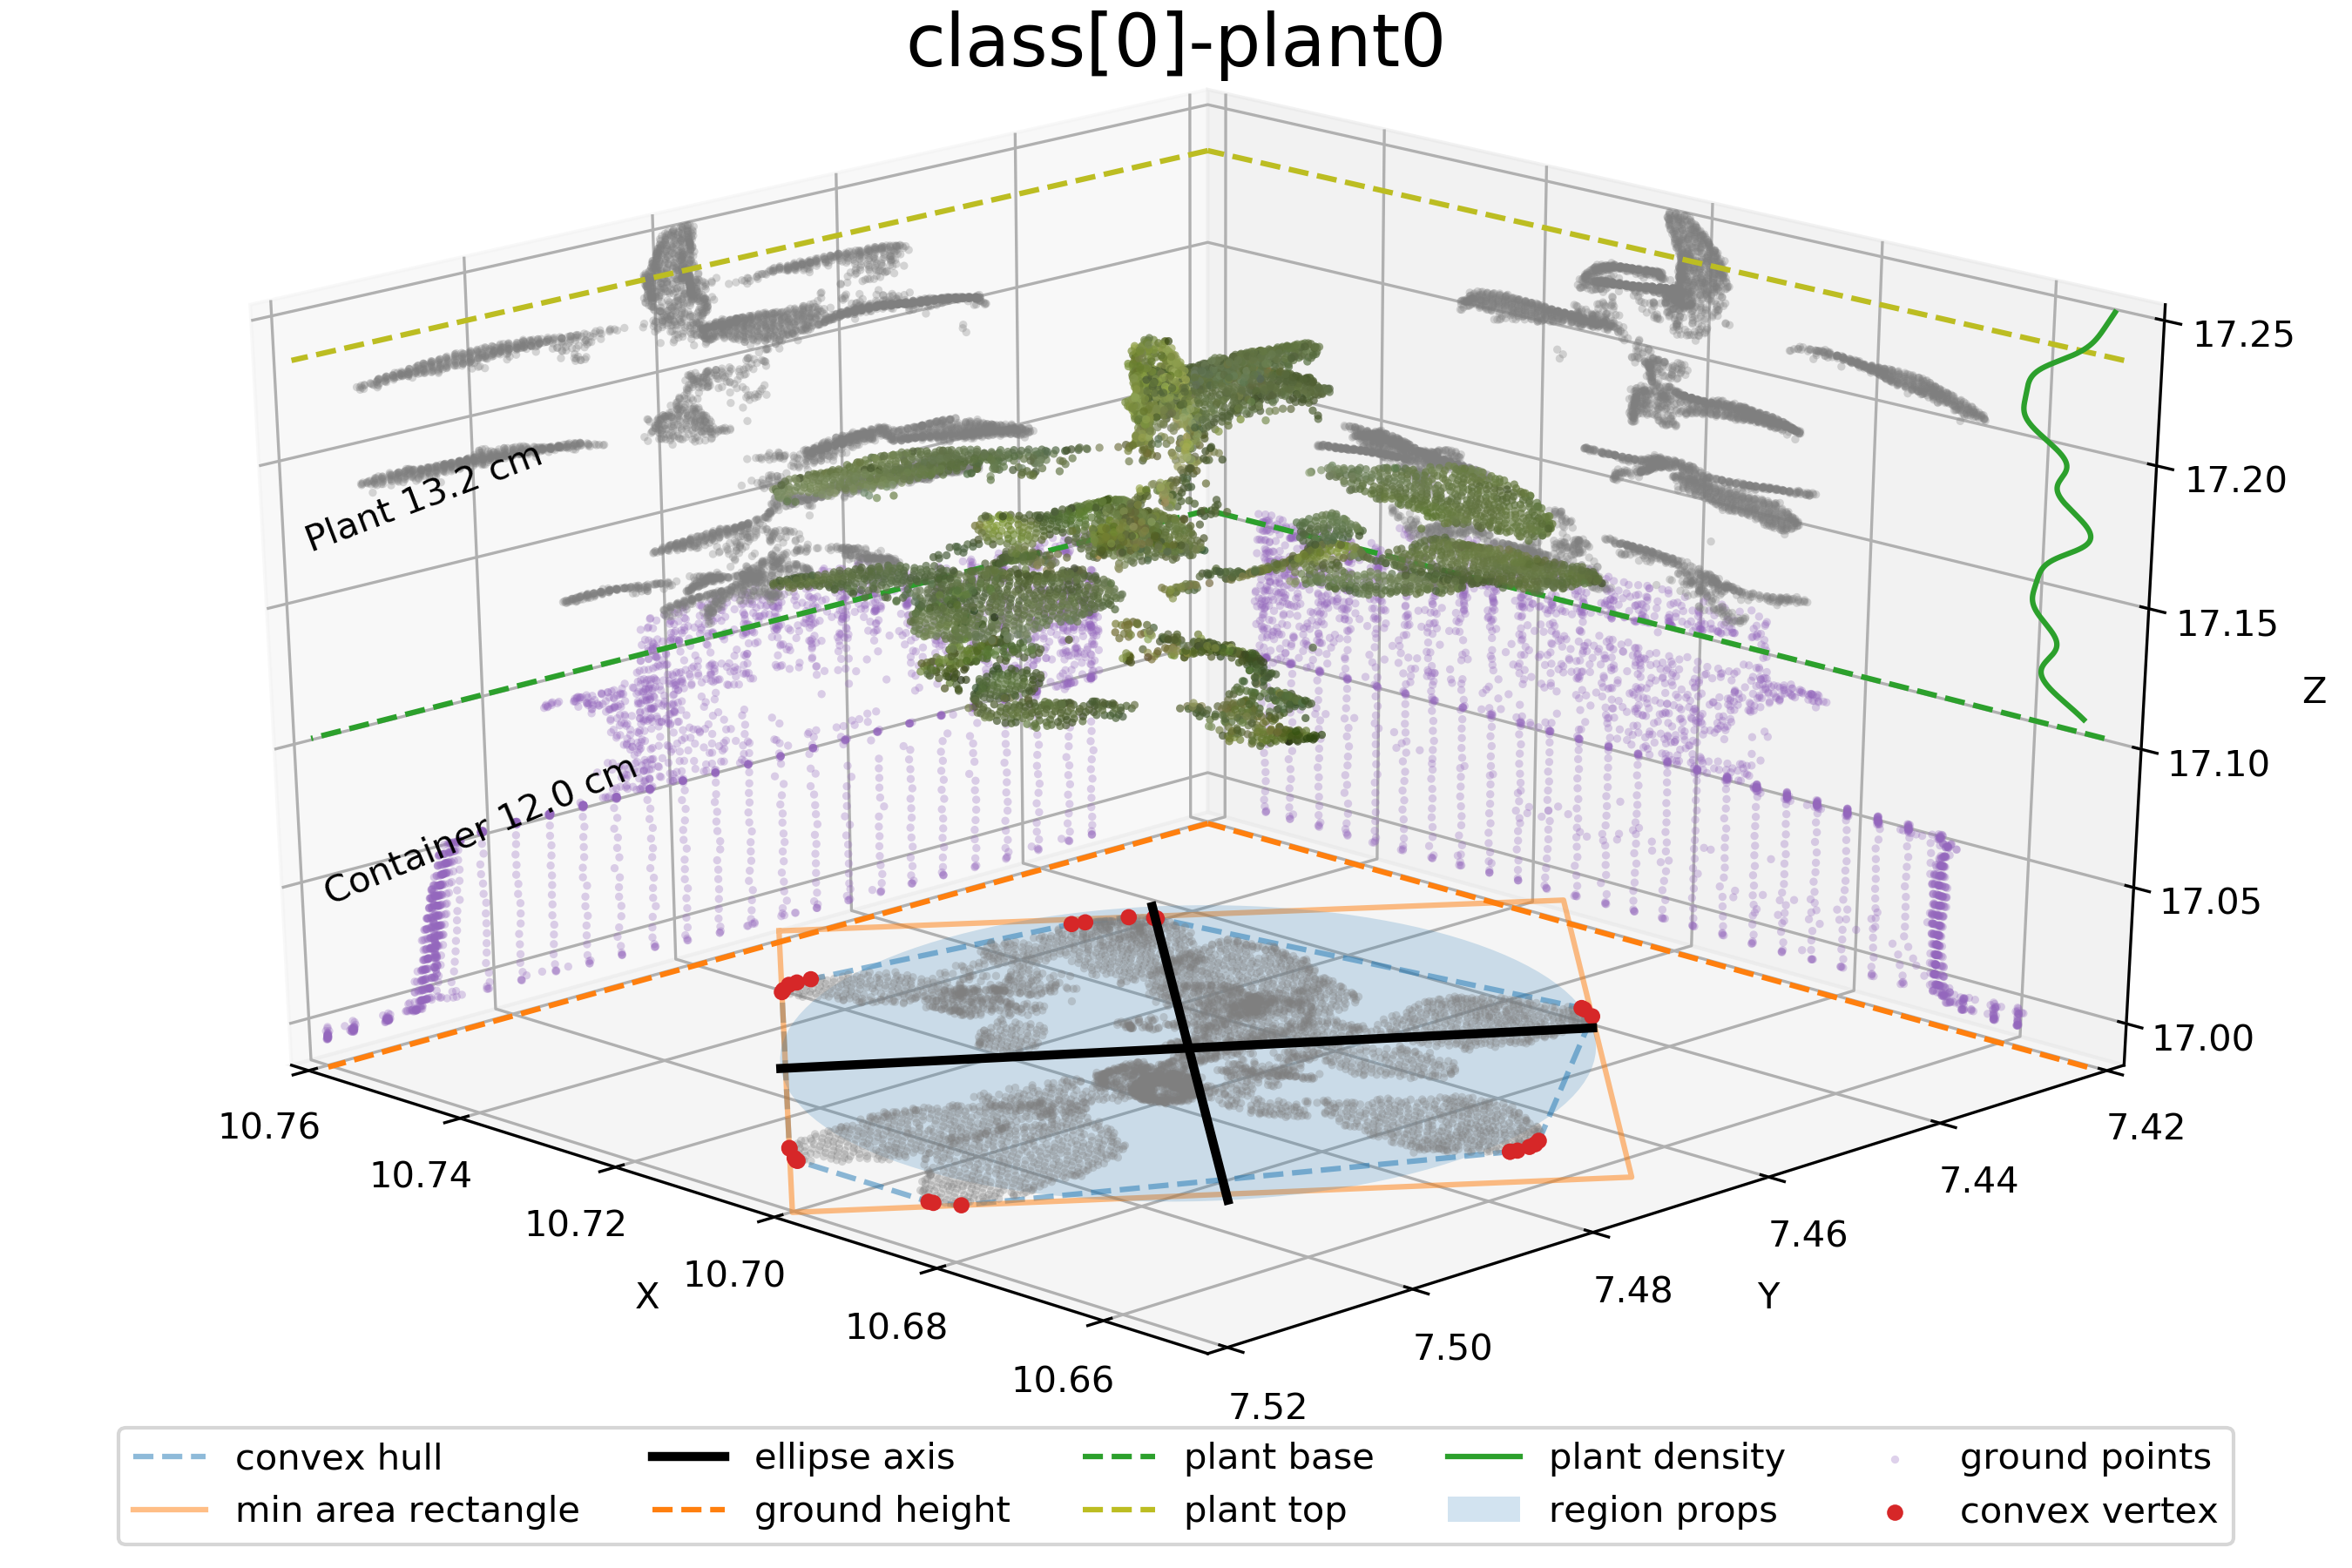 class[0]-plant0
Plant 13.2 cm
Container 12.0 cm
17.25
17.20
17.15
17.10
17.05
17.00
Z
10.76
10.74
10.72
10.70
10.68
10.66
X
7.42
7.44
7.46
7.48
7.50
7.52
Y
convex hull
min area rectangle
ellipse axis
ground height
plant base
plant top
plant density
region props
ground points
convex vertex